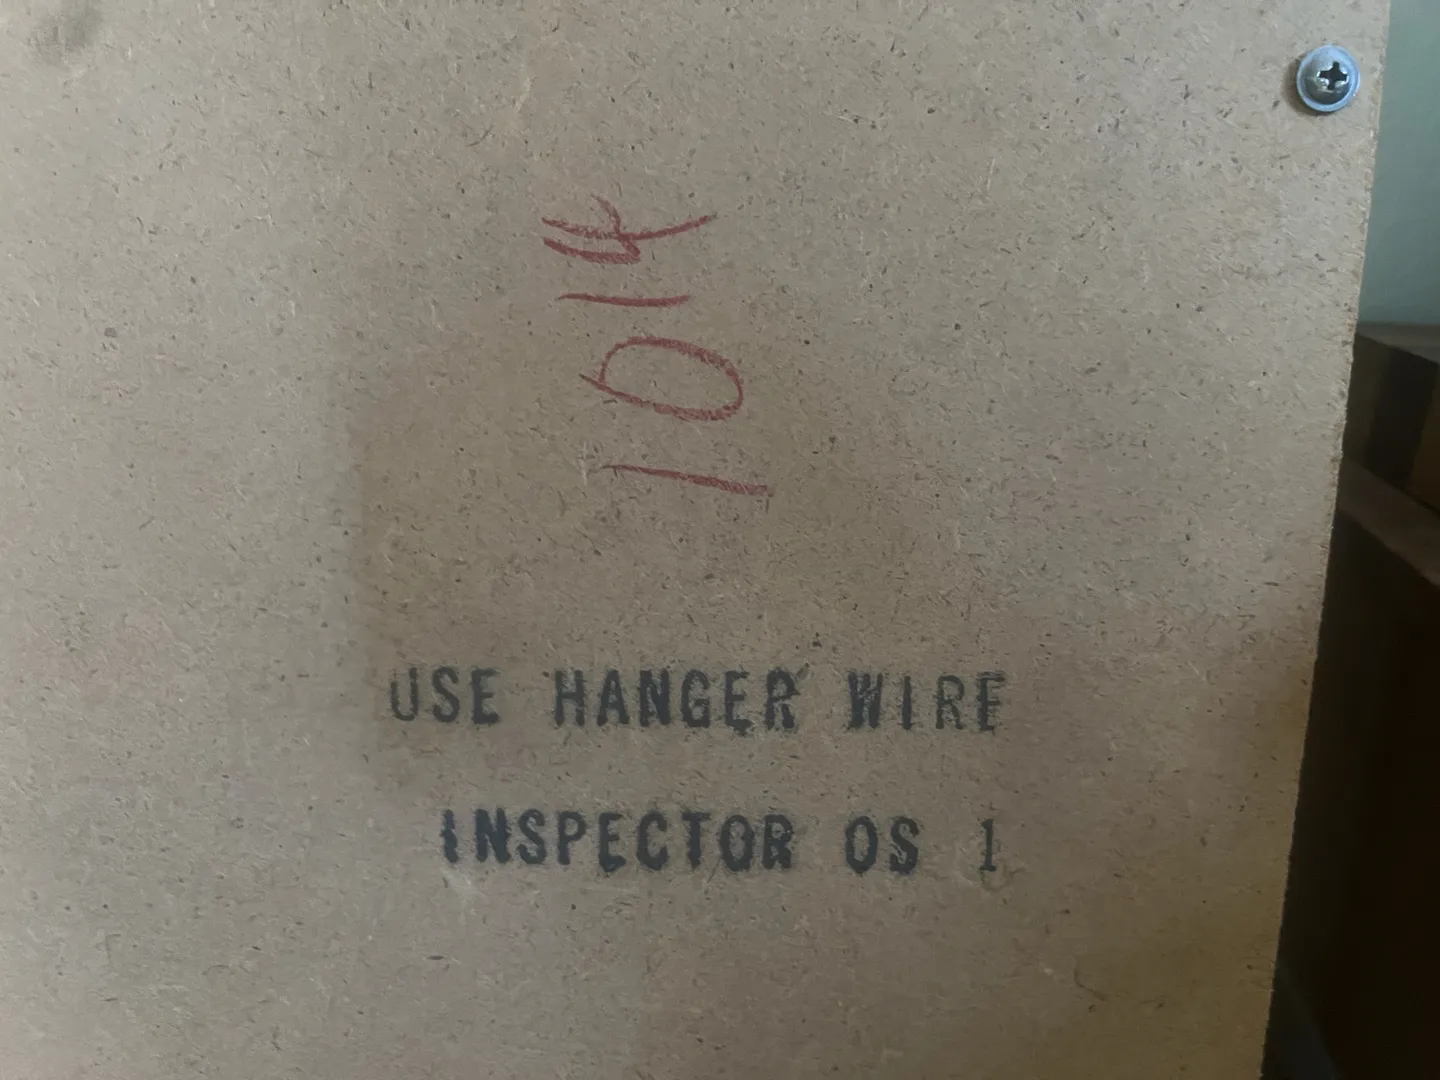 1014
USE HANGER WIRE
INSPECTOR OS 1